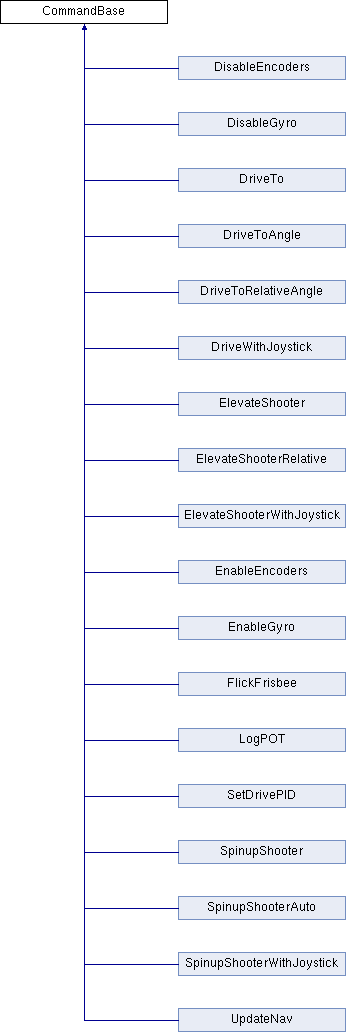 CommandBase
DisableEncoders
DisableGyro
DriveTo
DriveToAngle
DriveToRelativeAngle
DriveWithJoystick
ElevateShooter
ElevateShooterRelative
ElevateShooterWithJoystick
EnableEncoders
EnableGyro
FlickFrisbee
LogPOT
SetDrivePID
SpinupShooter
SpinupShooterAuto
SpinupShooterWithJoystick
UpdateNav